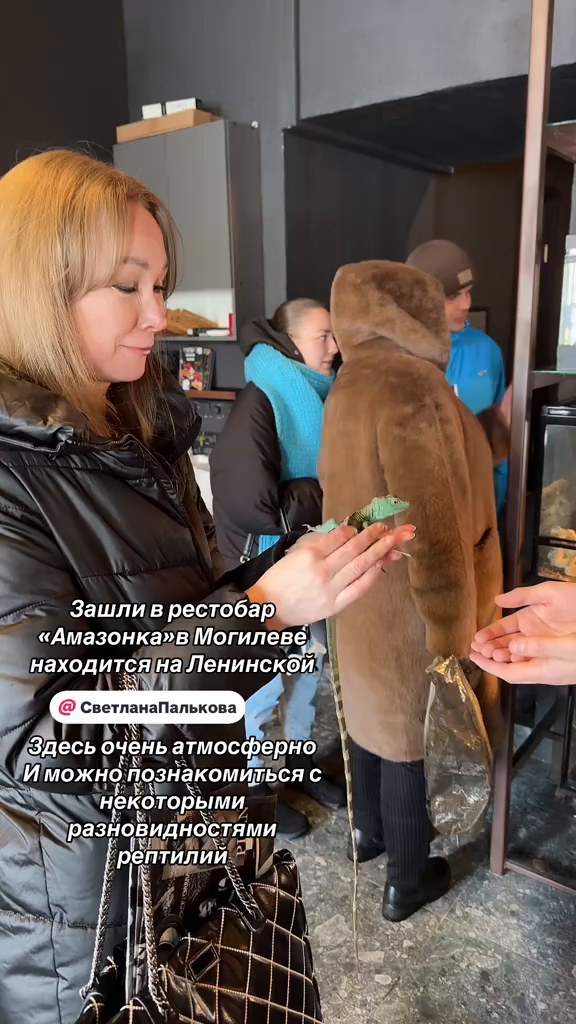 Зашли в рестобар
«Амазонка»в Могилеве
находится на Ленинской
@ СветланаПалькова
Здесь очень атмосферно
И можно познакомиться с
некоторыми
разновидностями
рептилий